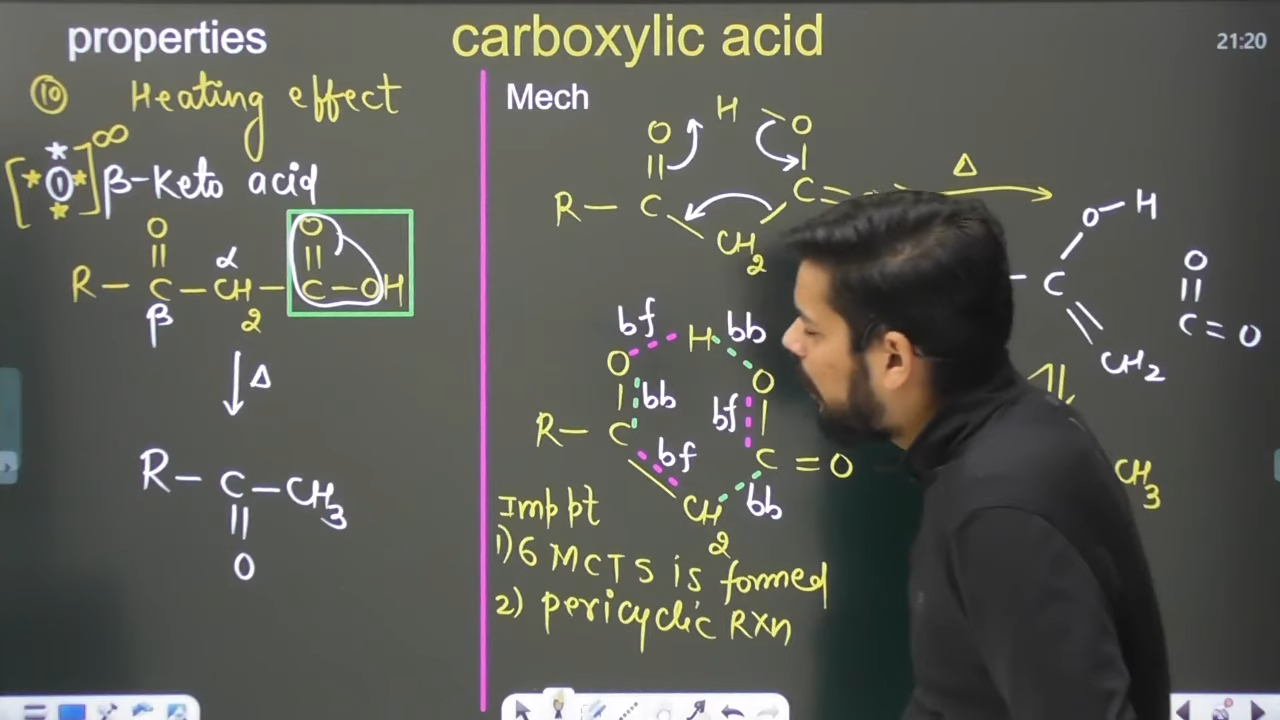 properties
carboxylic acid
21:20
10 Heating effect
[*1*]∞ β-Keto acid
O O
|| α ||
R-C-CH2-C-OH
β
Δ
R-C-CH3
||
O
Mech
H
O O
|| |
R-C C=
CH2
Δ
O-H
C
CH2
O
||
C=O
CH3
bf H bb
O O
bb bf
R-C bf C=O
CH2 bb
Imp pt
1) 6 MCTS is formed
2) pericyclic RXn